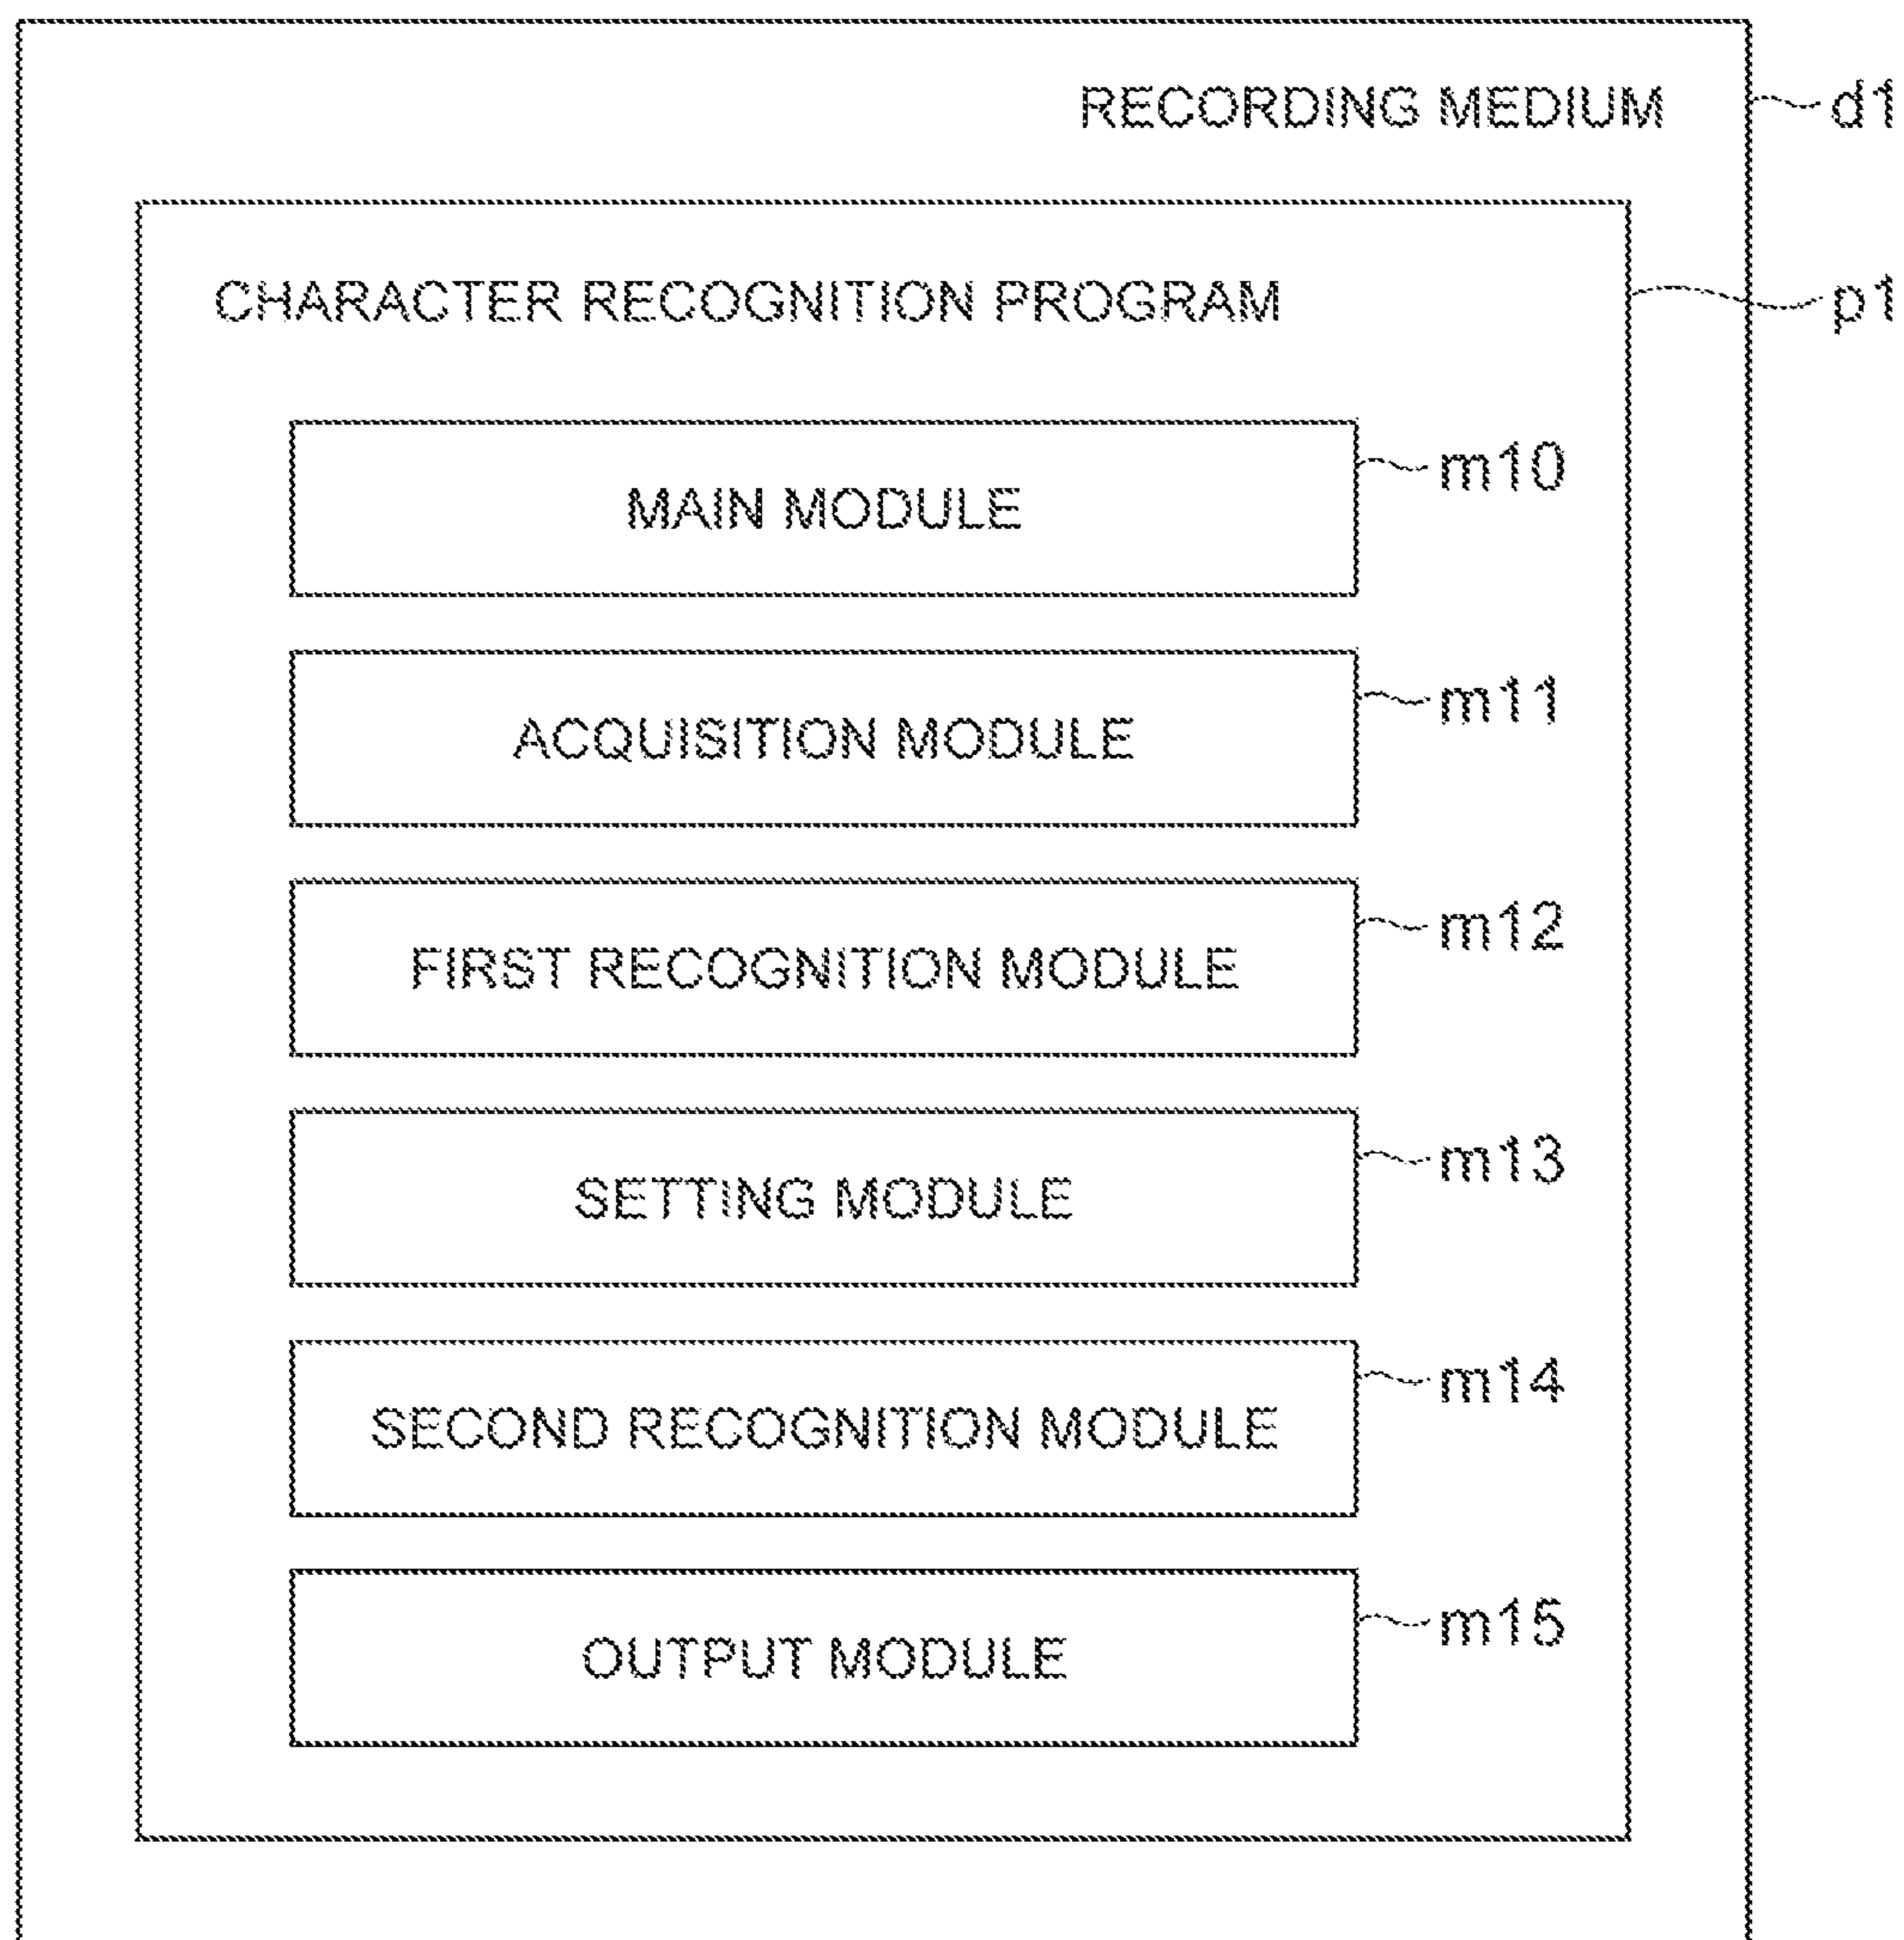 RECORDING MEDIUM d1
CHARACTER RECOGNITION PROGRAM p1
MAIN MODULE m10
ACQUISITION MODULE m11
FIRST RECOGNITION MODULE m12
SETTING MODULE m13
SECOND RECOGNITION MODULE m14
OUTPUT MODULE m15